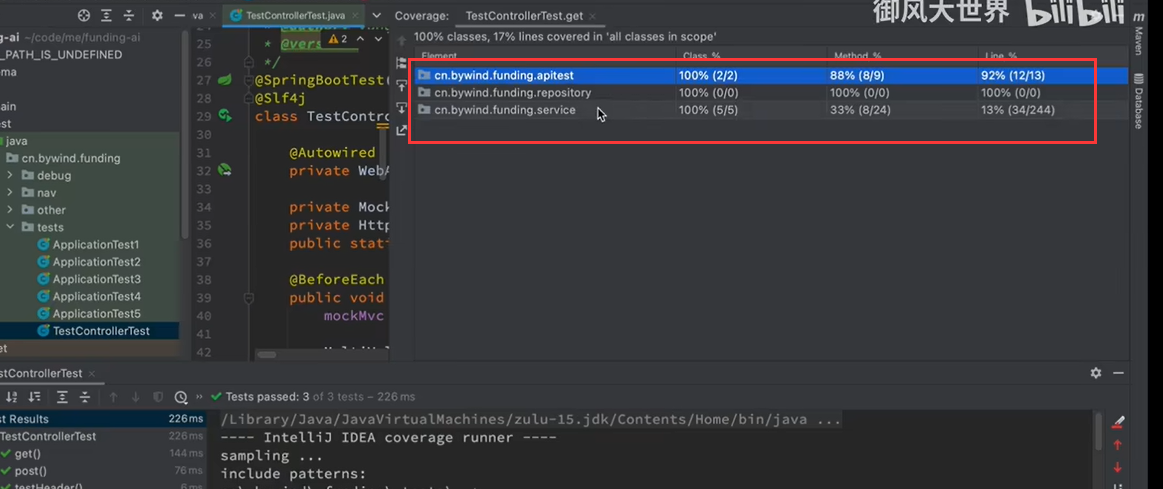 御风大世界 bilibili
va
TestControllerTest.java
Coverage: TestControllerTest.get
m
Maven
Database
ng-ai ~/code/me/funding-ai
_PATH_IS_UNDEFINED
ma
st
java
cn.bywind.funding
debug
nav
other
tests
ApplicationTest1
ApplicationTest2
ApplicationTest3
ApplicationTest4
ApplicationTest5
TestControllerTest
et
2
25 * @vers
26 */
27 @SpringBootTest(
28 @Slf4j
29 class TestContro
30
31 @Autowired
32 private WebA
33
34 private Mock
35 private Http
36 public stati
37
38 @BeforeEach
39 public void
40 mockMvc
41
42
100% classes, 17% lines covered in 'all classes in scope'
Element Class, % Method, % Line, %
cn.bywind.funding.apitest 100% (2/2) 88% (8/9) 92% (12/13)
cn.bywind.funding.repository 100% (0/0) 100% (0/0) 100% (0/0)
cn.bywind.funding.service 100% (5/5) 33% (8/24) 13% (34/244)
stControllerTest
Tests passed: 3 of 3 tests – 226 ms
st Results 226 ms
TestControllerTest 226 ms
get() 144 ms
post() 76 ms
testHeader() 6 ms
/Library/Java/JavaVirtualMachines/zulu-15.jdk/Contents/Home/bin/java ...
---- IntelliJ IDEA coverage runner ----
sampling ...
include patterns: